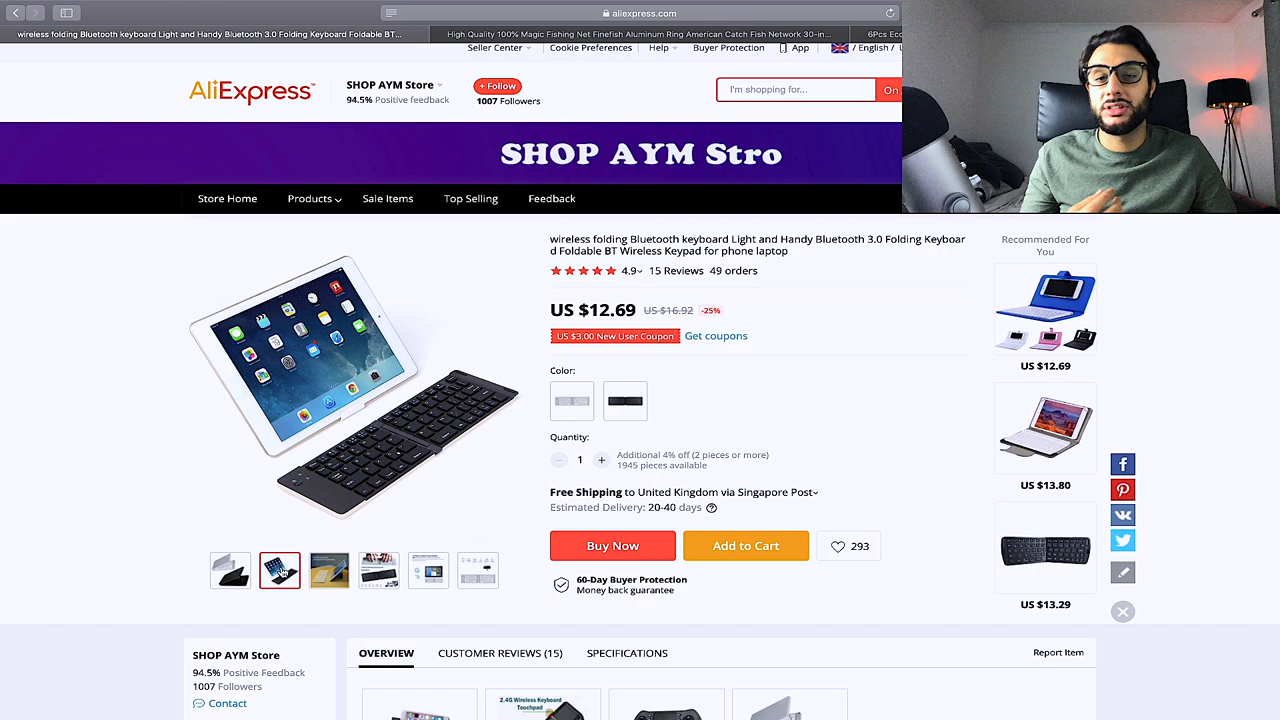 aliexpress.com
wireless folding Bluetooth keyboard Light and Handy Bluetooth 3.0 Folding Keyboard Foldable BT...
High Quality 100% Magic Fishing Net Finefish Aluminum Ring American Catch Fish Network 30-in...
6Pcs Eco
Seller Center
Cookie Preferences
Help
Buyer Protection
App
/ English /
AliExpress™
SHOP AYM Store
94.5% Positive feedback
+ Follow
1007 Followers
I'm shopping for...
On
SHOP AYM Stro
Store Home
Products
Sale Items
Top Selling
Feedback
wireless folding Bluetooth keyboard Light and Handy Bluetooth 3.0 Folding Keyboar
d Foldable BT Wireless Keypad for phone laptop
4.9
15 Reviews
49 orders
US $12.69
US $16.92
-25%
US $3.00 New User Coupon
Get coupons
Color:
Quantity:
1
Additional 4% off (2 pieces or more)
1945 pieces available
Free Shipping to United Kingdom via Singapore Post
Estimated Delivery: 20-40 days
Buy Now
Add to Cart
293
60-Day Buyer Protection
Money back guarantee
Recommended For
You
US $12.69
US $13.80
US $13.29
SHOP AYM Store
94.5% Positive Feedback
1007 Followers
Contact
OVERVIEW
CUSTOMER REVIEWS (15)
SPECIFICATIONS
Report Item
2.4G Wireless Keyboard
Touchpad